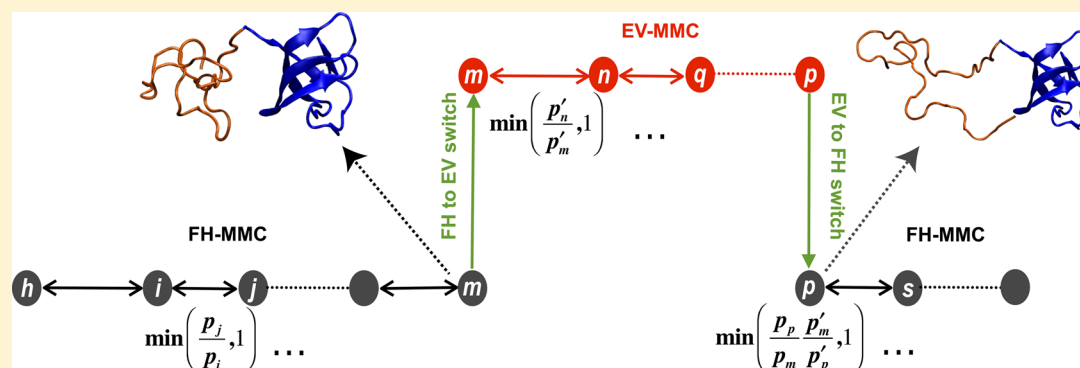 EV-MMC
m n q p
min(p′n/p′m ,1) ...
FH to EV switch
EV to FH switch
FH-MMC
FH-MMC
h i j m
p s
min(pj/pi ,1) ...
min(pp/pm p′m/p′p ,1) ...